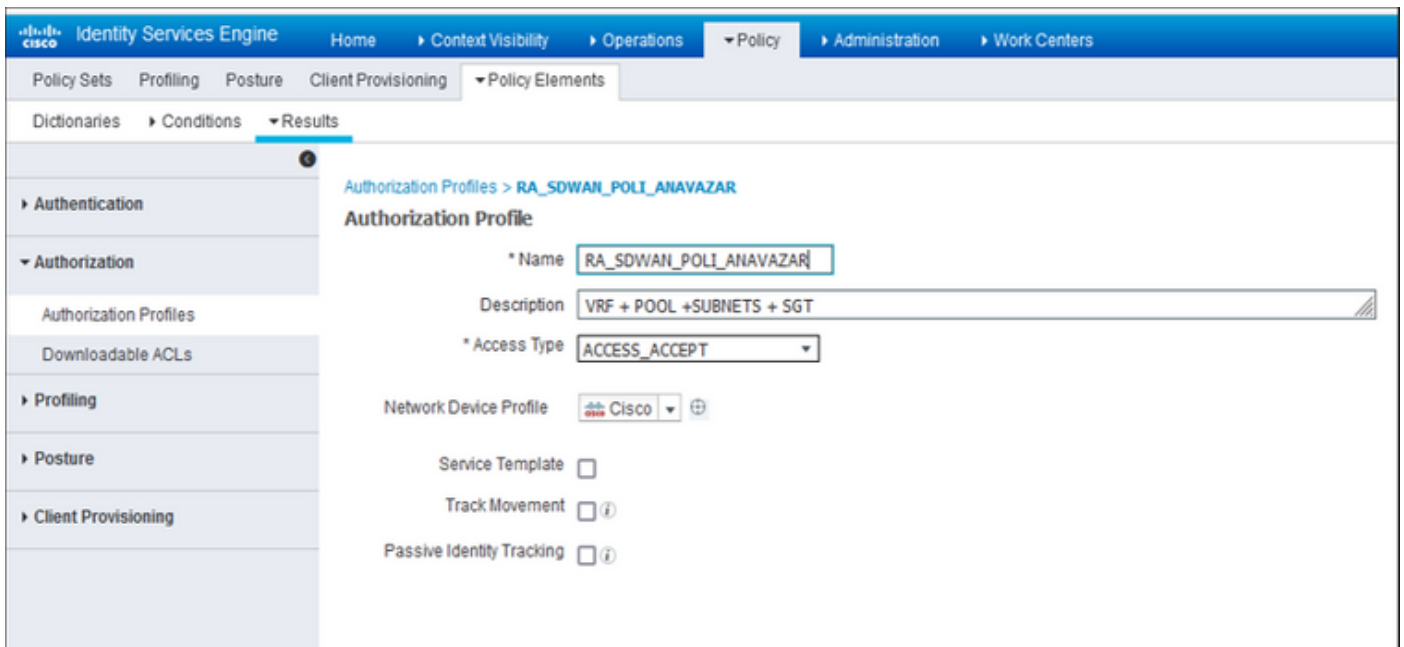 cisco Identity Services Engine Home Context Visibility Operations Policy Administration Work Centers
Policy Sets Profiling Posture Client Provisioning Policy Elements
Dictionaries Conditions Results
Authorization Profiles > RA_SDWAN_POLI_ANAVAZAR
Authentication
Authorization Profile
* Name RA_SDWAN_POLI_ANAVAZAR
Authorization
Description VRF + POOL +SUBNETS + SGT
Authorization Profiles
* Access Type ACCESS_ACCEPT
Downloadable ACLs
Profiling
Network Device Profile cisco Cisco
Posture
Service Template
Track Movement i
Client Provisioning
Passive Identity Tracking i